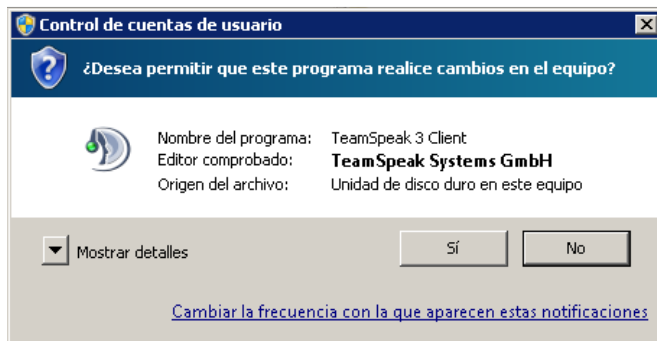 Control de cuentas de usuario
¿Desea permitir que este programa realice cambios en el equipo?
Nombre del programa: TeamSpeak 3 Client
Editor comprobado: TeamSpeak Systems GmbH
Origen del archivo: Unidad de disco duro en este equipo
Mostrar detalles Sí No
Cambiar la frecuencia con la que aparecen estas notificaciones